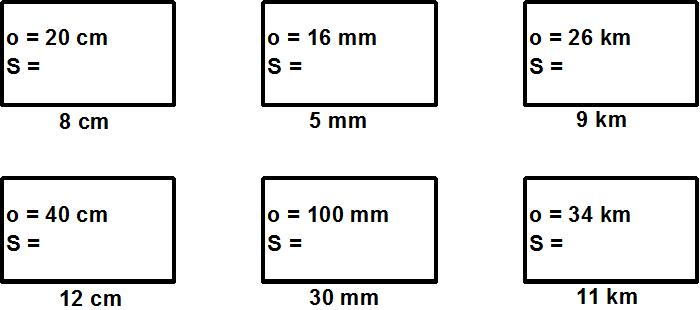 o = 20 cm
S =
8 cm
o = 16 mm
S =
5 mm
o = 26 km
S =
9 km
o = 40 cm
S =
12 cm
o = 100 mm
S =
30 mm
o = 34 km
S =
11 km